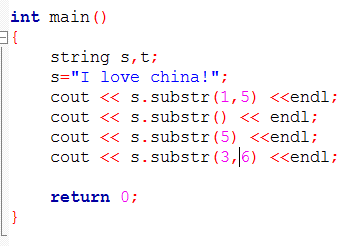 int main()
{
string s,t;
s="I love china!";
cout << s.substr(1,5) <<endl;
cout << s.substr() << endl;
cout << s.substr(5) <<endl;
cout << s.substr(3,6) <<endl;
return 0;
}